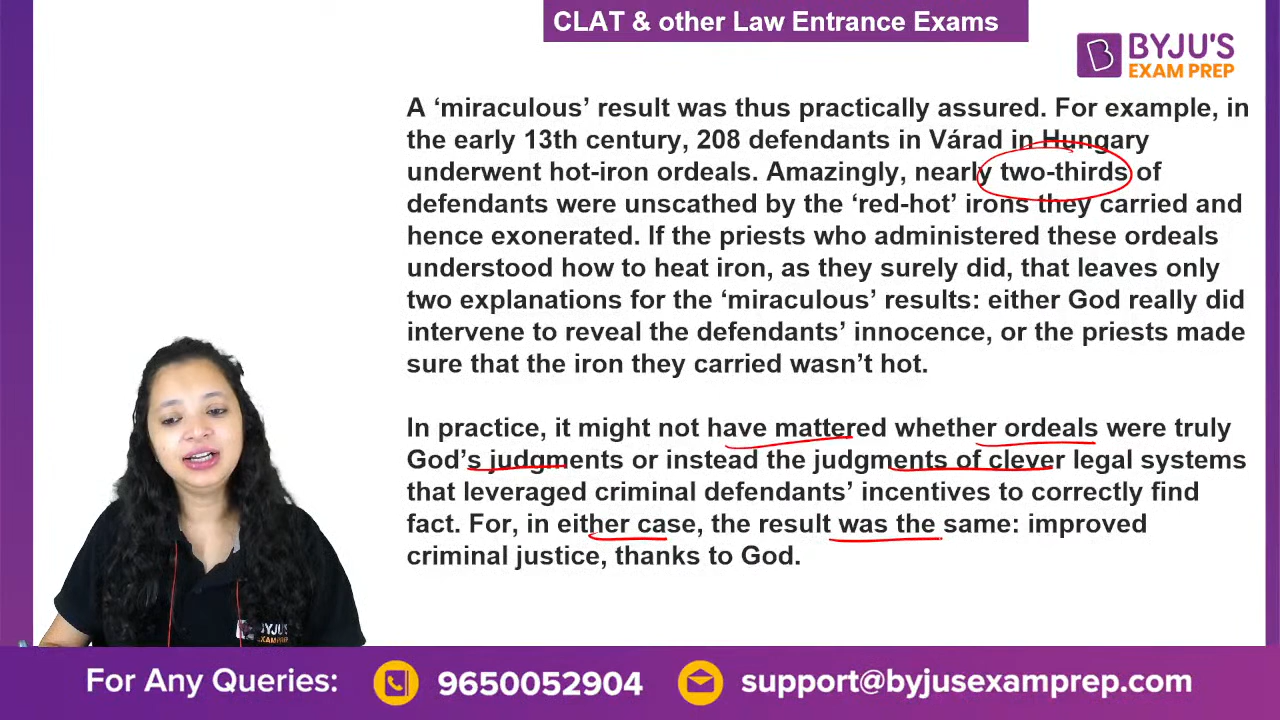 CLAT & other Law Entrance Exams
BYJU'S
EXAM PREP
A ‘miraculous’ result was thus practically assured. For example, in
the early 13th century, 208 defendants in Várad in Hungary
underwent hot-iron ordeals. Amazingly, nearly two-thirds of
defendants were unscathed by the ‘red-hot’ irons they carried and
hence exonerated. If the priests who administered these ordeals
understood how to heat iron, as they surely did, that leaves only
two explanations for the ‘miraculous’ results: either God really did
intervene to reveal the defendants’ innocence, or the priests made
sure that the iron they carried wasn’t hot.
In practice, it might not have mattered whether ordeals were truly
God’s judgments or instead the judgments of clever legal systems
that leveraged criminal defendants’ incentives to correctly find
fact. For, in either case, the result was the same: improved
criminal justice, thanks to God.
BYJU'S
EXAM PREP
For Any Queries:
9650052904
support@byjusexamprep.com